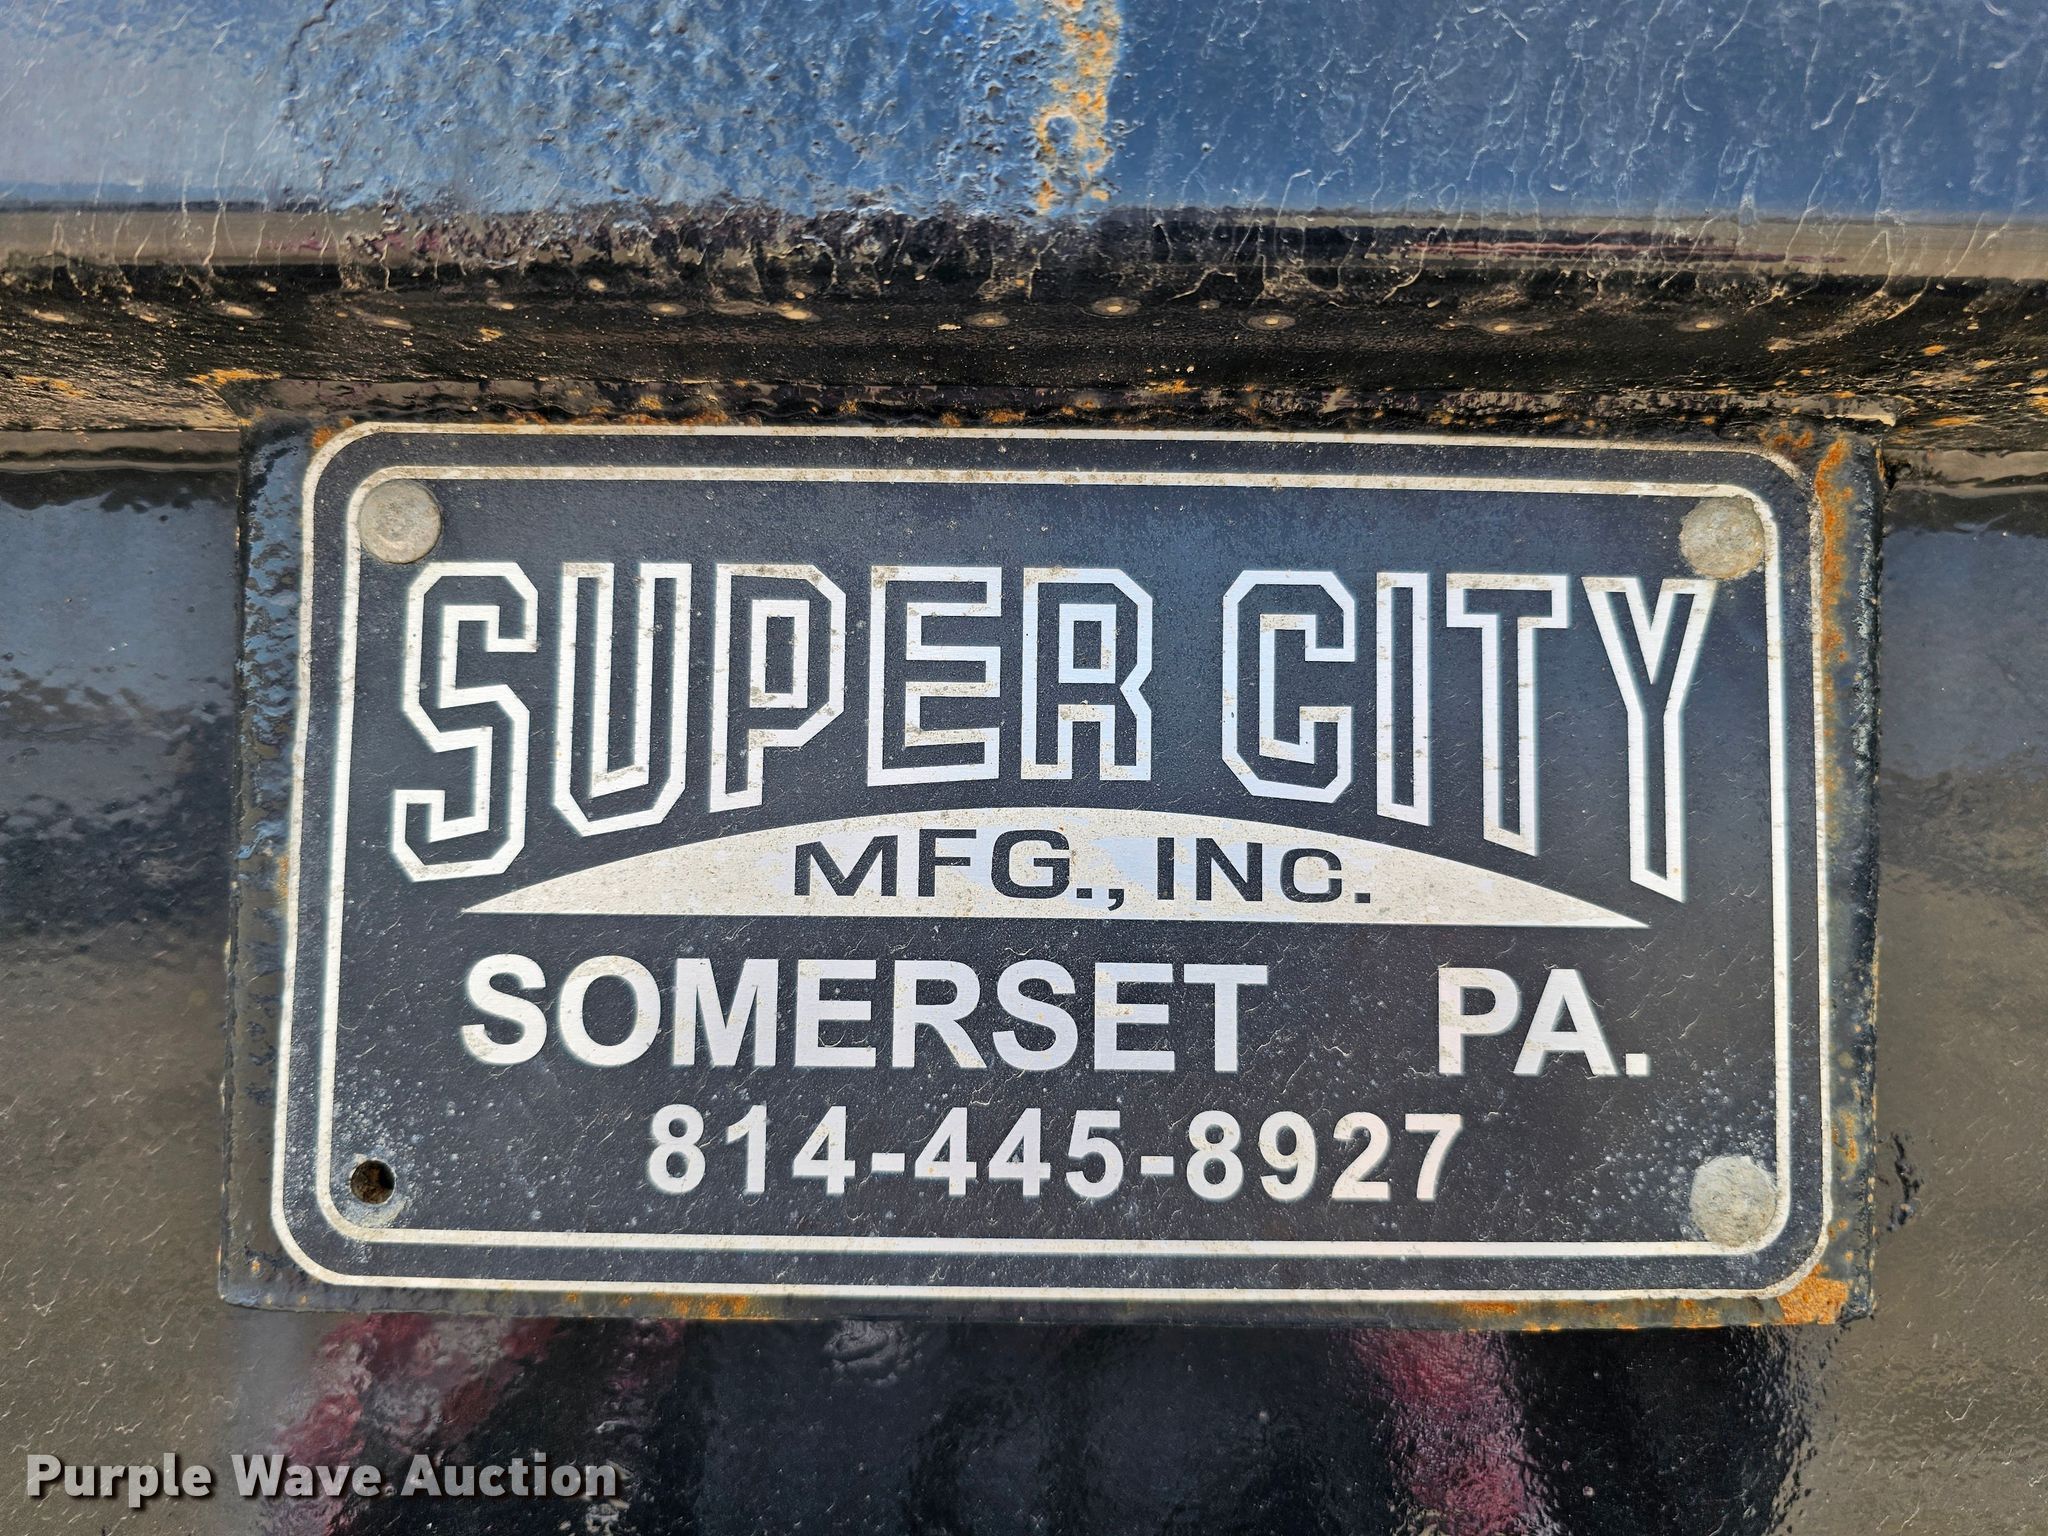 SUPER CITY
MFG., INC.
SOMERSET PA.
814-445-8927
Purple Wave Auction